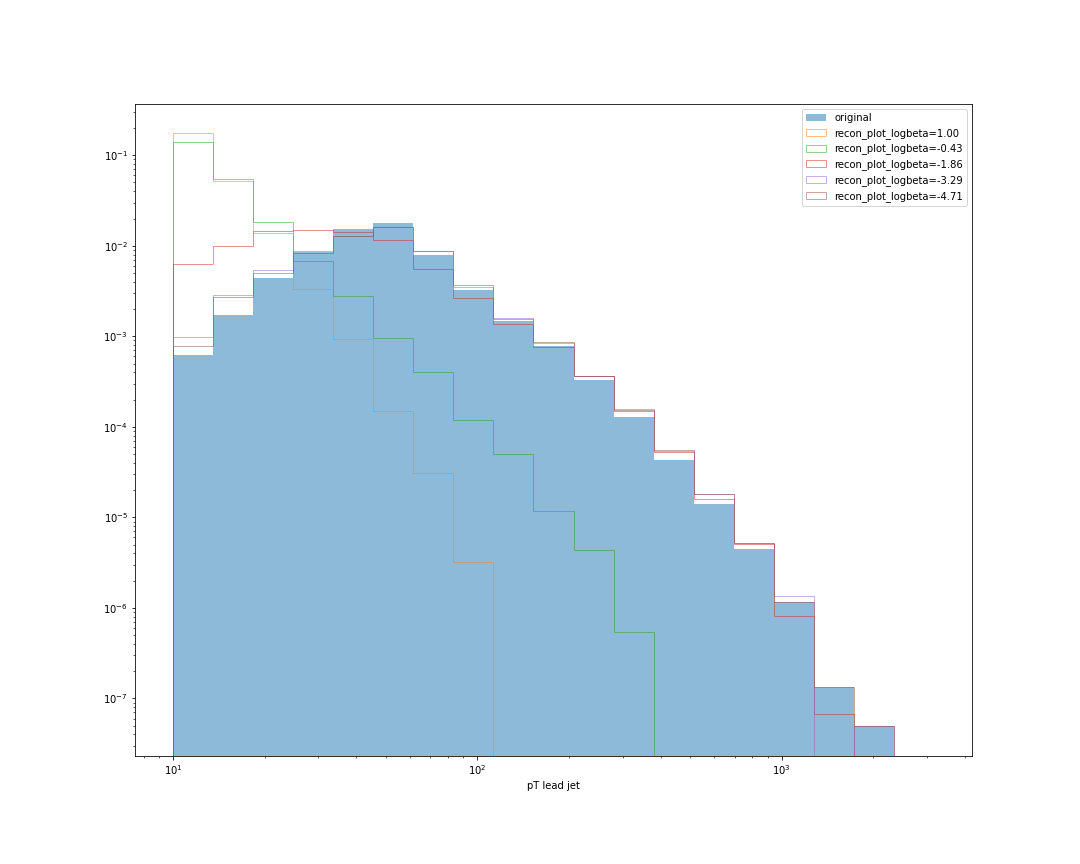 original
recon_plot_logbeta=1.00
recon_plot_logbeta=-0.43
recon_plot_logbeta=-1.86
recon_plot_logbeta=-3.29
recon_plot_logbeta=-4.71
10⁻¹
10⁻²
10⁻³
10⁻⁴
10⁻⁵
10⁻⁶
10⁻⁷
10¹ 10² 10³
pT lead jet